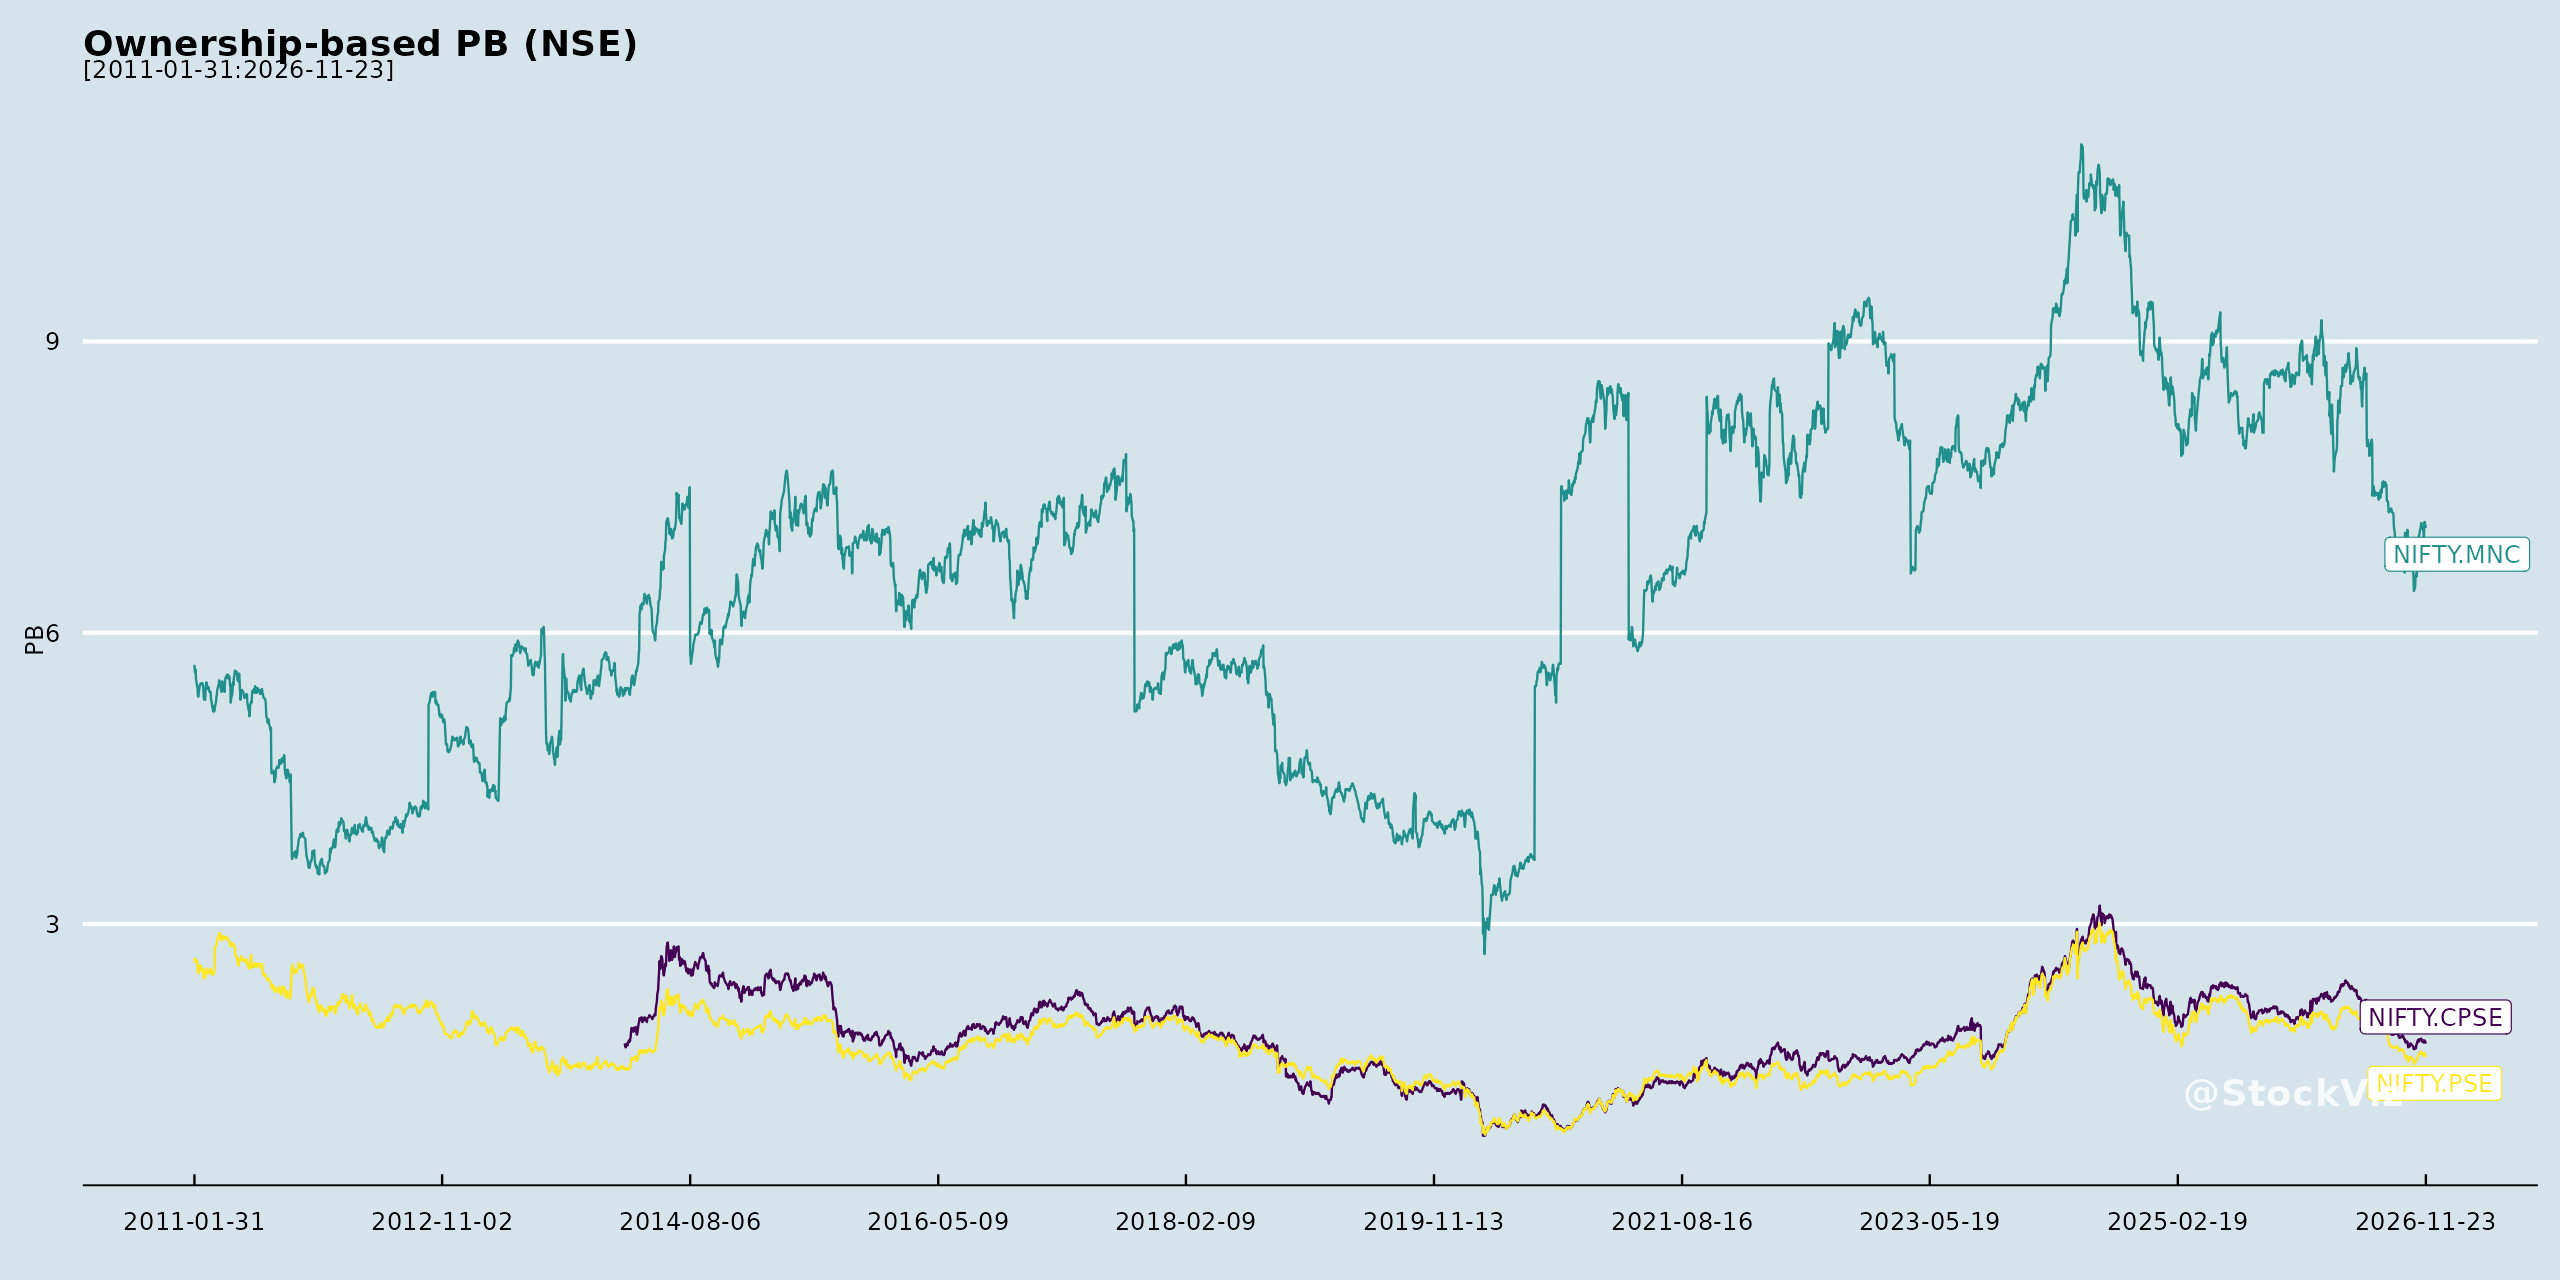 Ownership-based PB (NSE)
[2011-01-31:2026-11-23]
9
PB
6
3
NIFTY.MNC
NIFTY.CPSE
NIFTY.PSE
@StockViz
2011-01-31
2012-11-02
2014-08-06
2016-05-09
2018-02-09
2019-11-13
2021-08-16
2023-05-19
2025-02-19
2026-11-23